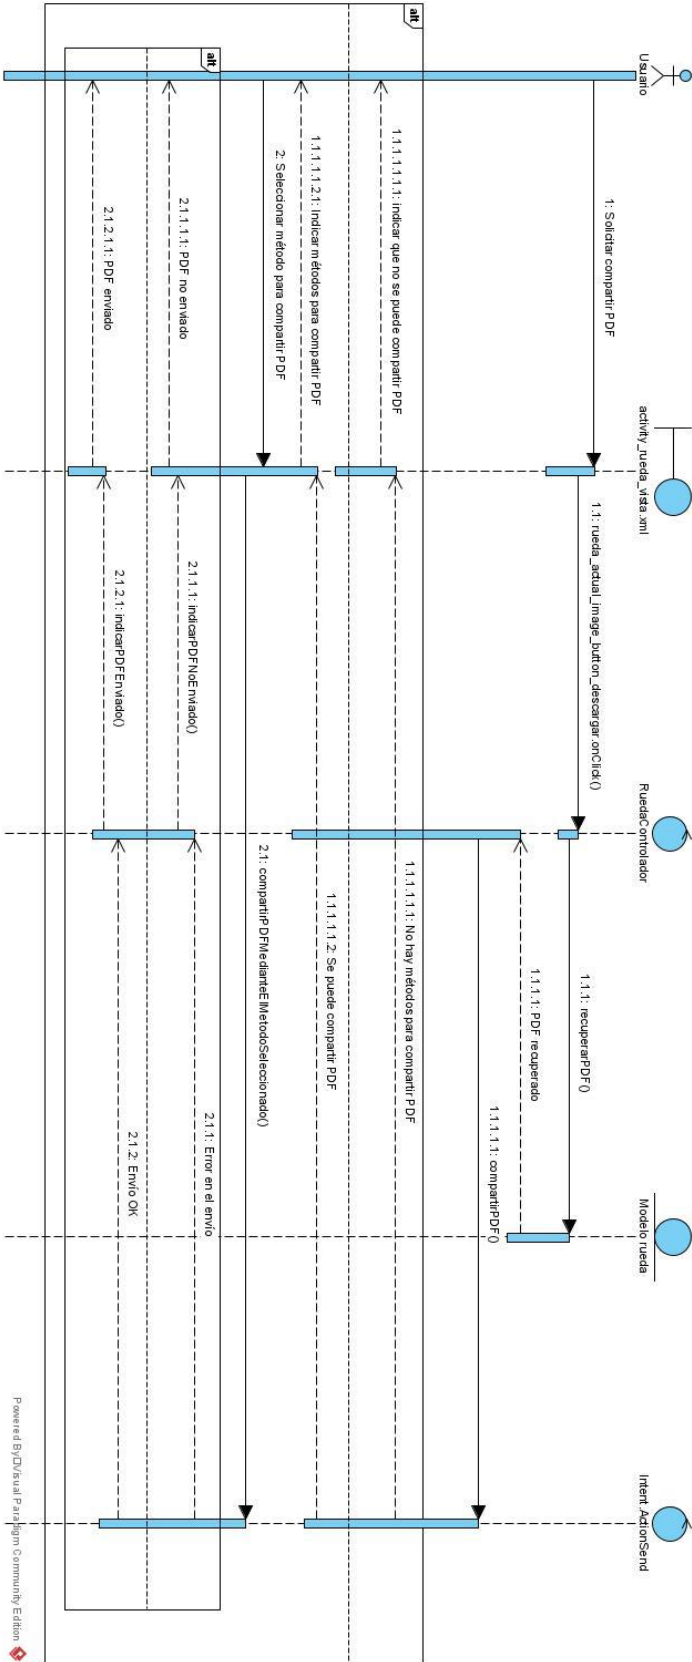 Usuario
activity_rueda_vista.xml
RuedaControlador
Modelo rueda
Intent.ActionSend
1: Solicitar compartir PDF
1.1: rueda_actual_image_button_descargar.onClick()
1.1.1: recuperarPDF()
1.1.1.1: PDF recuperado
1.1.1.1.1: compartirPDF()
alt
1.1.1.1.1.1: No hay métodos para compartir PDF
1.1.1.1.1.1.1: indicar que no se puede compartir PDF
1.1.1.1.1.2: Se puede compartir PDF
1.1.1.1.1.2.1: Indicar métodos para compartir PDF
2: Seleccionar método para compartir PDF
2.1: compartirPDFMedianteElMetodoSeleccionado()
alt
2.1.1: Error en el envío
2.1.1.1: indicarPDFNoEnviado()
2.1.1.1.1: PDF no enviado
2.1.2: Envío OK
2.1.2.1: indicarPDFEnviado()
2.1.2.1.1: PDF enviado
Powered By Visual Paradigm Community Edition